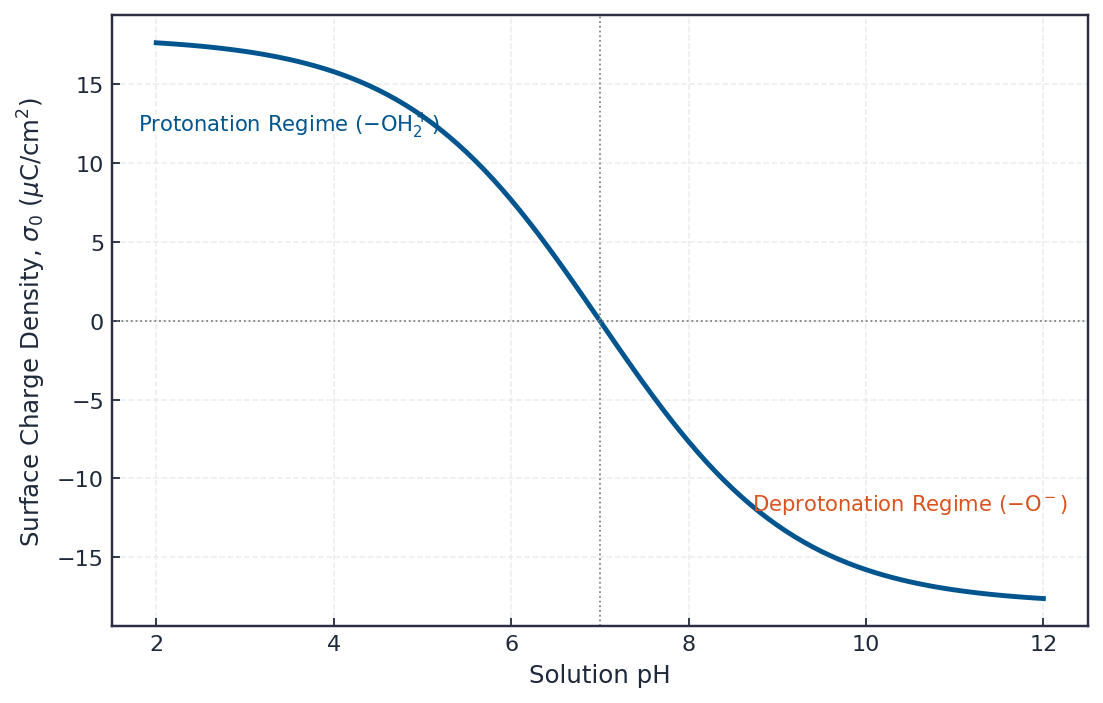 15
Protonation Regime (−OH₂⁺)
10
5
0
−5
−10
Deprotonation Regime (−O⁻)
−15
2 4 6 8 10 12
Solution pH
Surface Charge Density, σ₀ (μC/cm²)